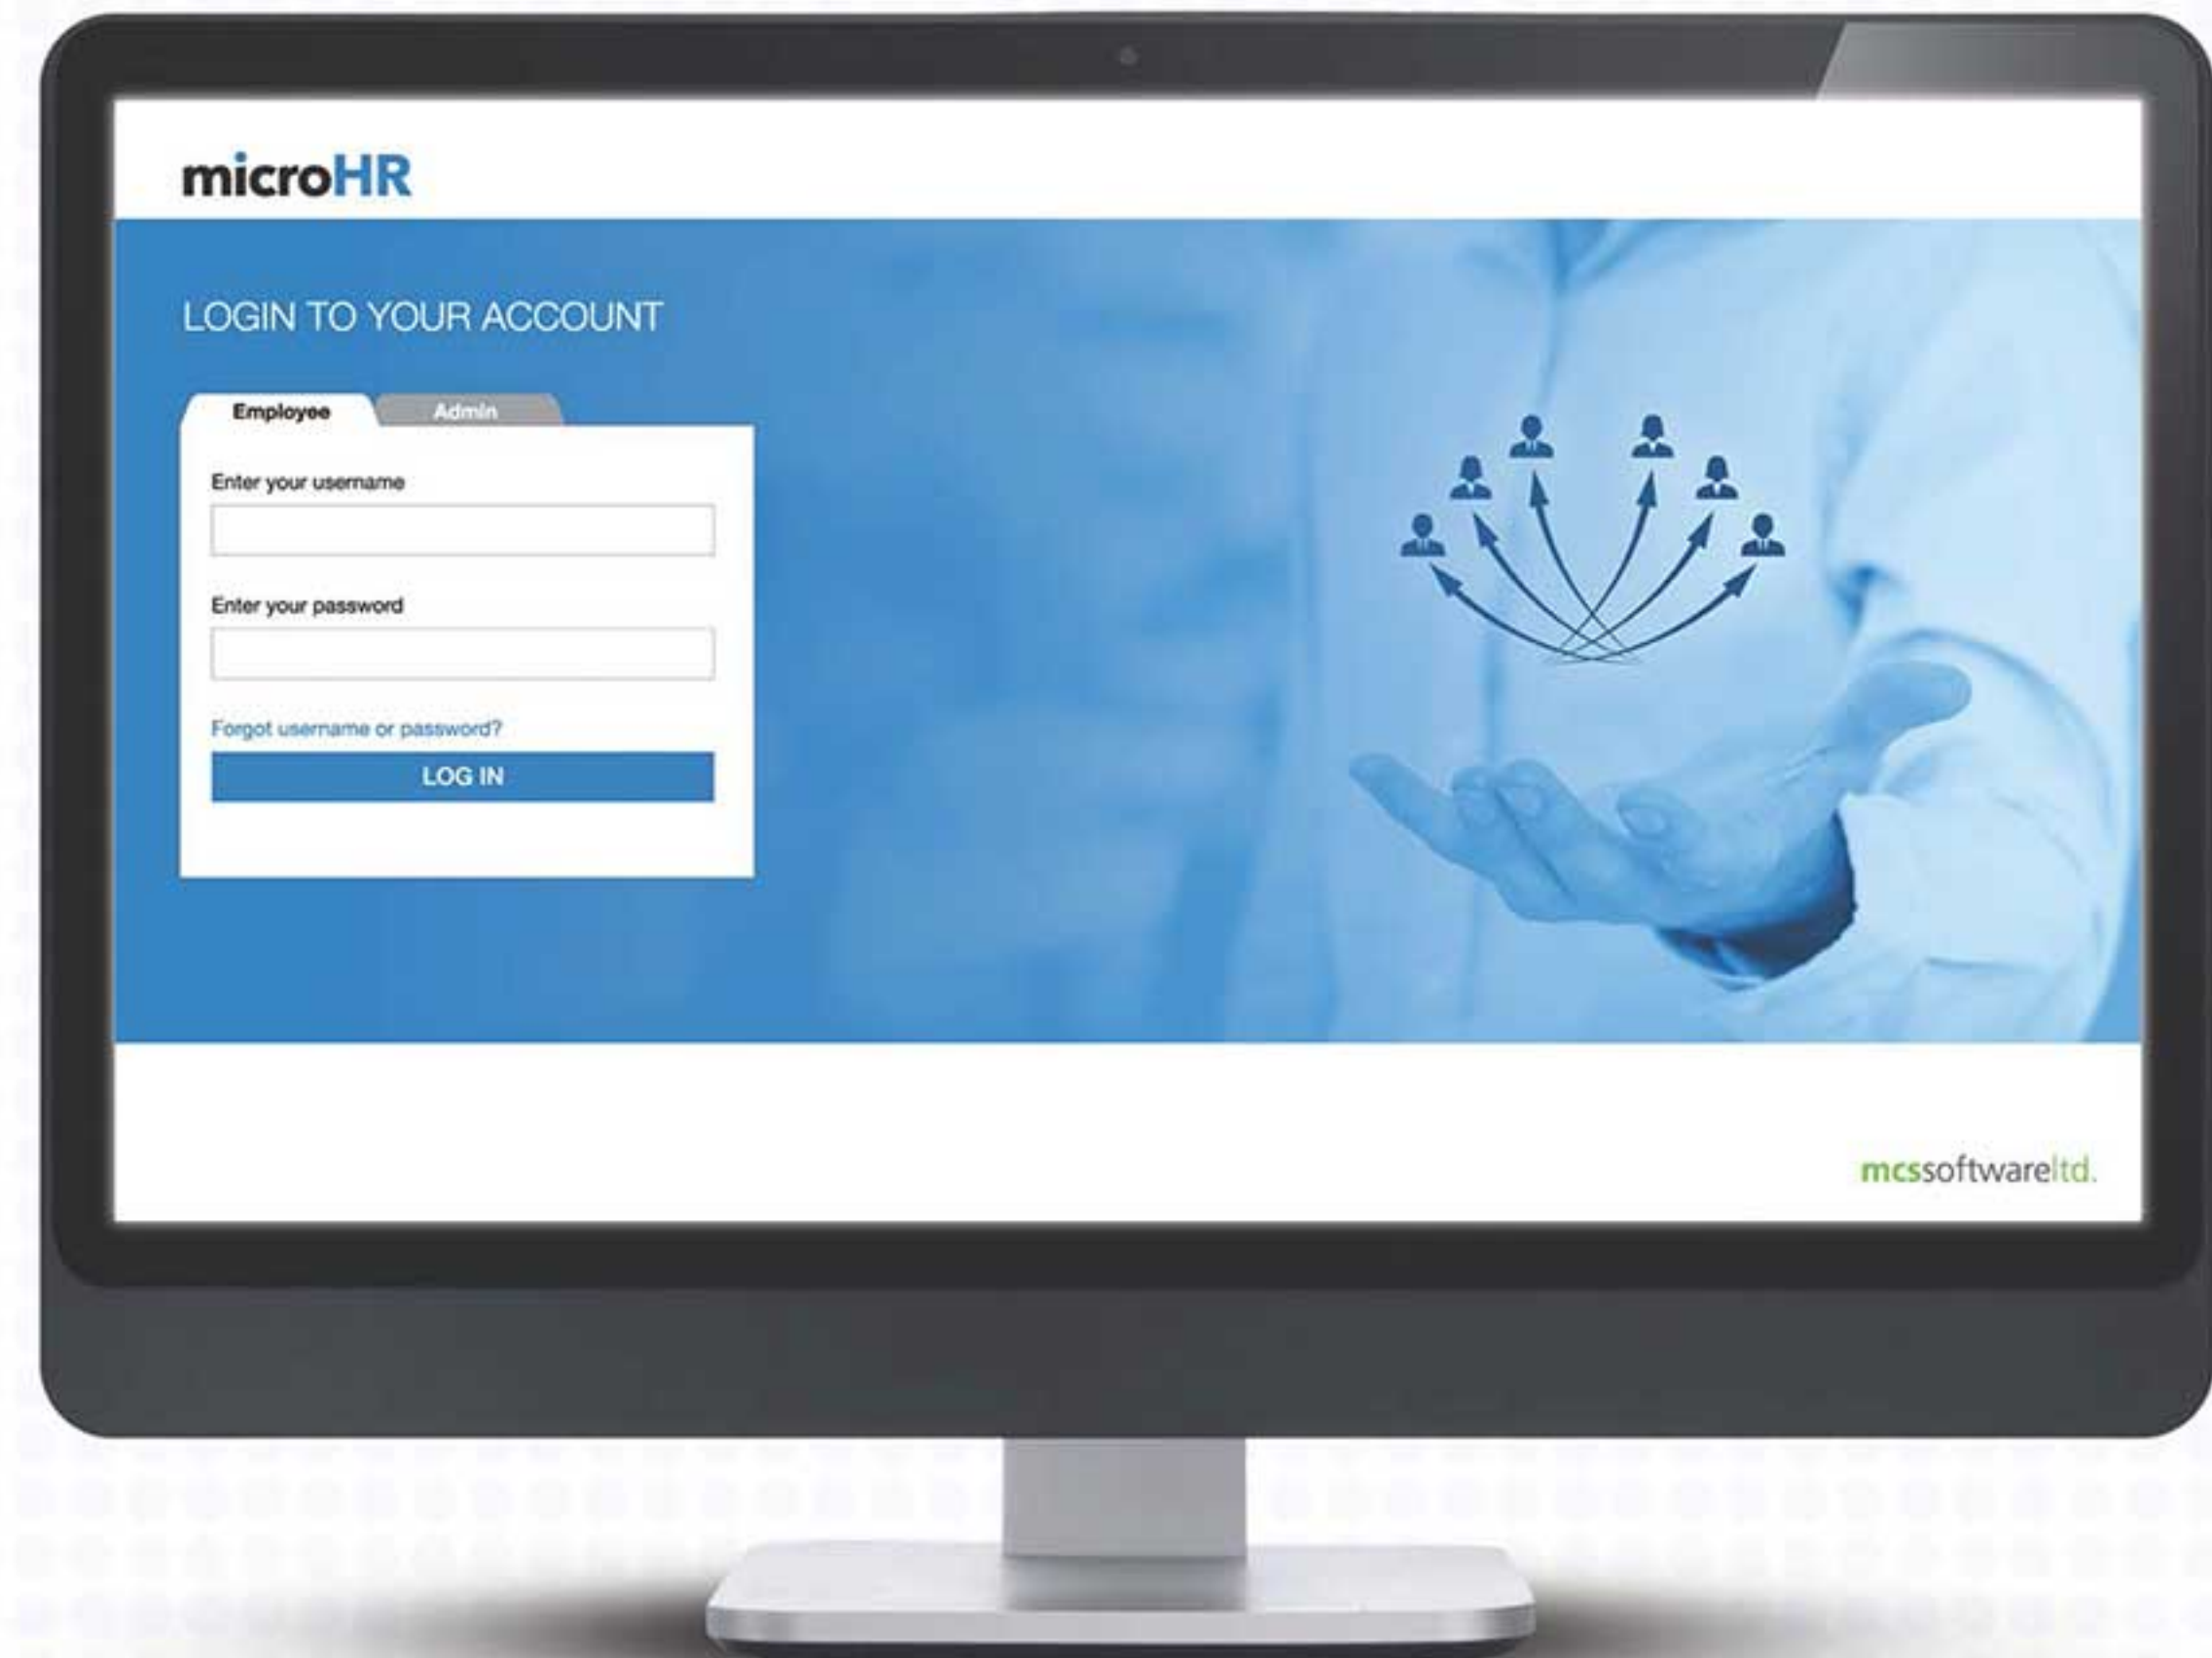 microHR
LOGIN TO YOUR ACCOUNT
Employee Admin
Enter your username
Enter your password
Forgot username or password?
LOG IN
mcssoftwareltd.